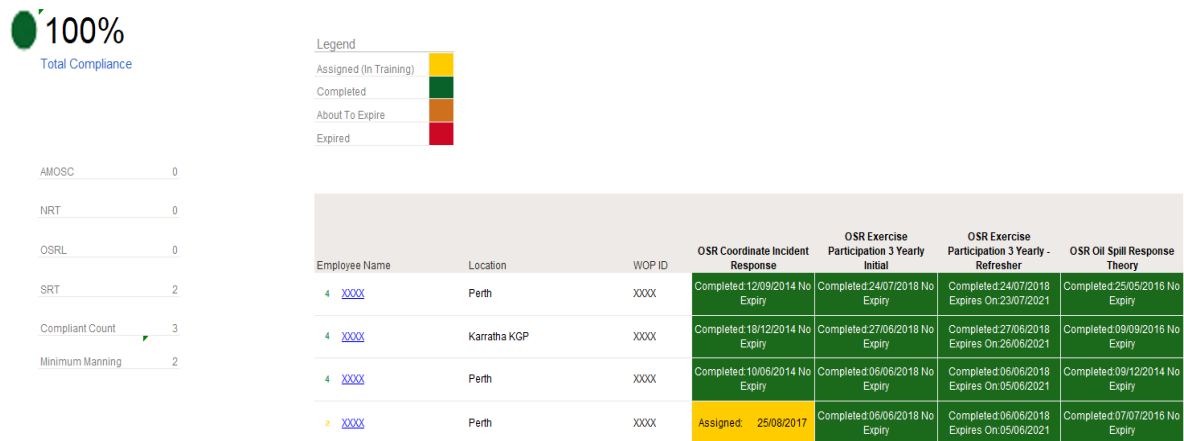 100%
Total Compliance
Legend
Assigned (In Training)
Completed
About To Expire
Expired
AMOSC 0
NRT 0
OSRL 0
SRT 2
Compliant Count 3
Minimum Manning 2
Employee Name Location WOP ID OSR Coordinate Incident Response OSR Exercise Participation 3 Yearly Initial OSR Exercise Participation 3 Yearly - Refresher OSR Oil Spill Response Theory
4 XXXX Perth XXXX Completed:12/09/2014 No Expiry Completed:24/07/2018 No Expiry Completed:24/07/2018 Expires On:23/07/2021 Completed:25/05/2016 No Expiry
4 XXXX Karratha KGP XXXX Completed:18/12/2014 No Expiry Completed:27/06/2018 No Expiry Completed:27/06/2018 Expires On:26/06/2021 Completed:09/09/2016 No Expiry
4 XXXX Perth XXXX Completed:10/06/2014 No Expiry Completed:06/06/2018 No Expiry Completed:06/06/2018 Expires On:05/06/2021 Completed:09/12/2014 No Expiry
2 XXXX Perth XXXX Assigned: 25/08/2017 Completed:06/06/2018 No Expiry Completed:06/06/2018 Expires On:05/06/2021 Completed:07/07/2016 No Expiry